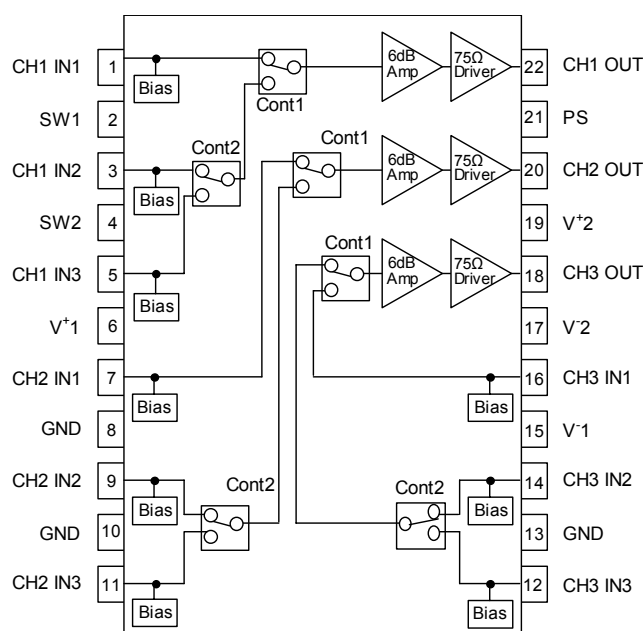 CH1 IN1
1
Bias
Cont1
6dB
Amp
75Ω
Driver
22
CH1 OUT
SW1
2
21
PS
CH1 IN2
3
Bias
Cont2
Cont1
6dB
Amp
75Ω
Driver
20
CH2 OUT
SW2
4
19
V+2
CH1 IN3
5
Bias
Cont1
6dB
Amp
75Ω
Driver
18
CH3 OUT
V+1
6
17
V-2
CH2 IN1
7
Bias
Bias
16
CH3 IN1
GND
8
15
V-1
CH2 IN2
9
Bias
Cont2
Cont2
Bias
14
CH3 IN2
GND
10
13
GND
CH2 IN3
11
Bias
Bias
12
CH3 IN3